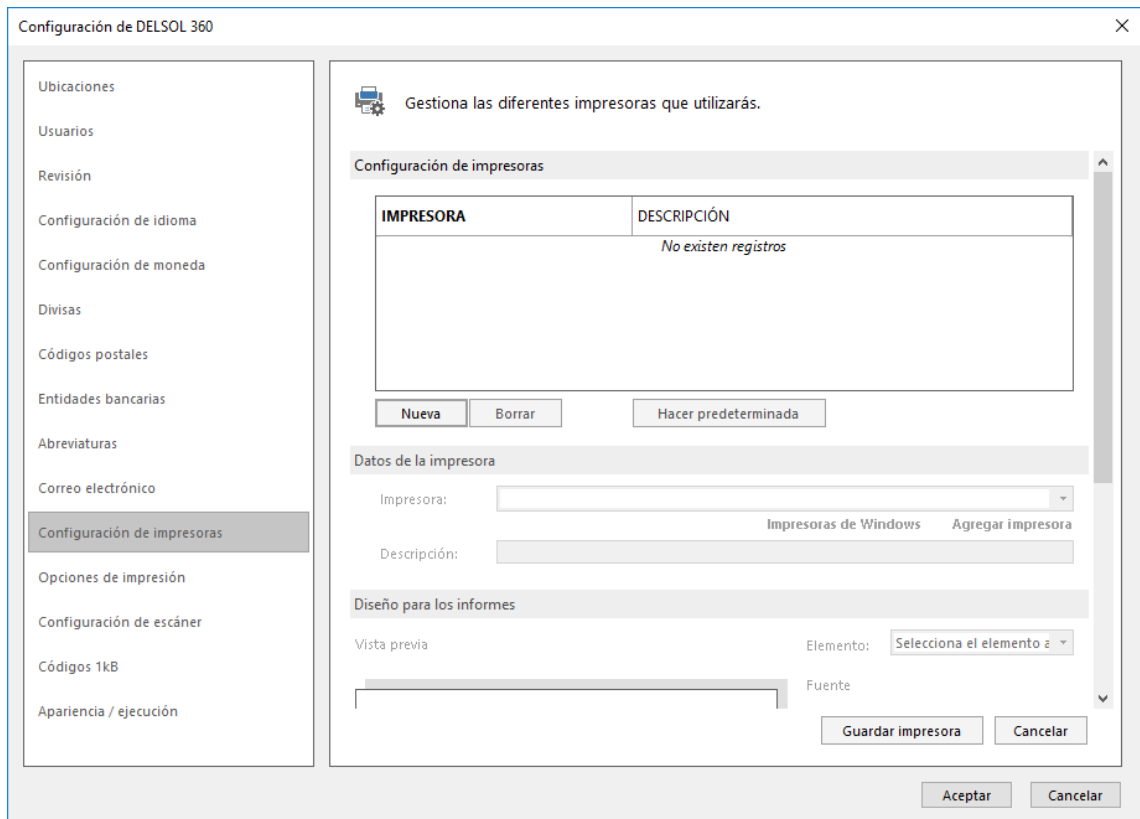 Configuración de DELSOL 360
Ubicaciones
Usuarios
Revisión
Configuración de idioma
Configuración de moneda
Divisas
Códigos postales
Entidades bancarias
Abreviaturas
Correo electrónico
Configuración de impresoras
Opciones de impresión
Configuración de escáner
Códigos 1kB
Apariencia / ejecución
Gestiona las diferentes impresoras que utilizarás.
Configuración de impresoras
IMPRESORA DESCRIPCIÓN
No existen registros
Nueva Borrar Hacer predeterminada
Datos de la impresora
Impresora:
Impresoras de Windows Agregar impresora
Descripción:
Diseño para los informes
Vista previa Elemento: Selecciona el elemento a
Fuente
Guardar impresora Cancelar
Aceptar Cancelar